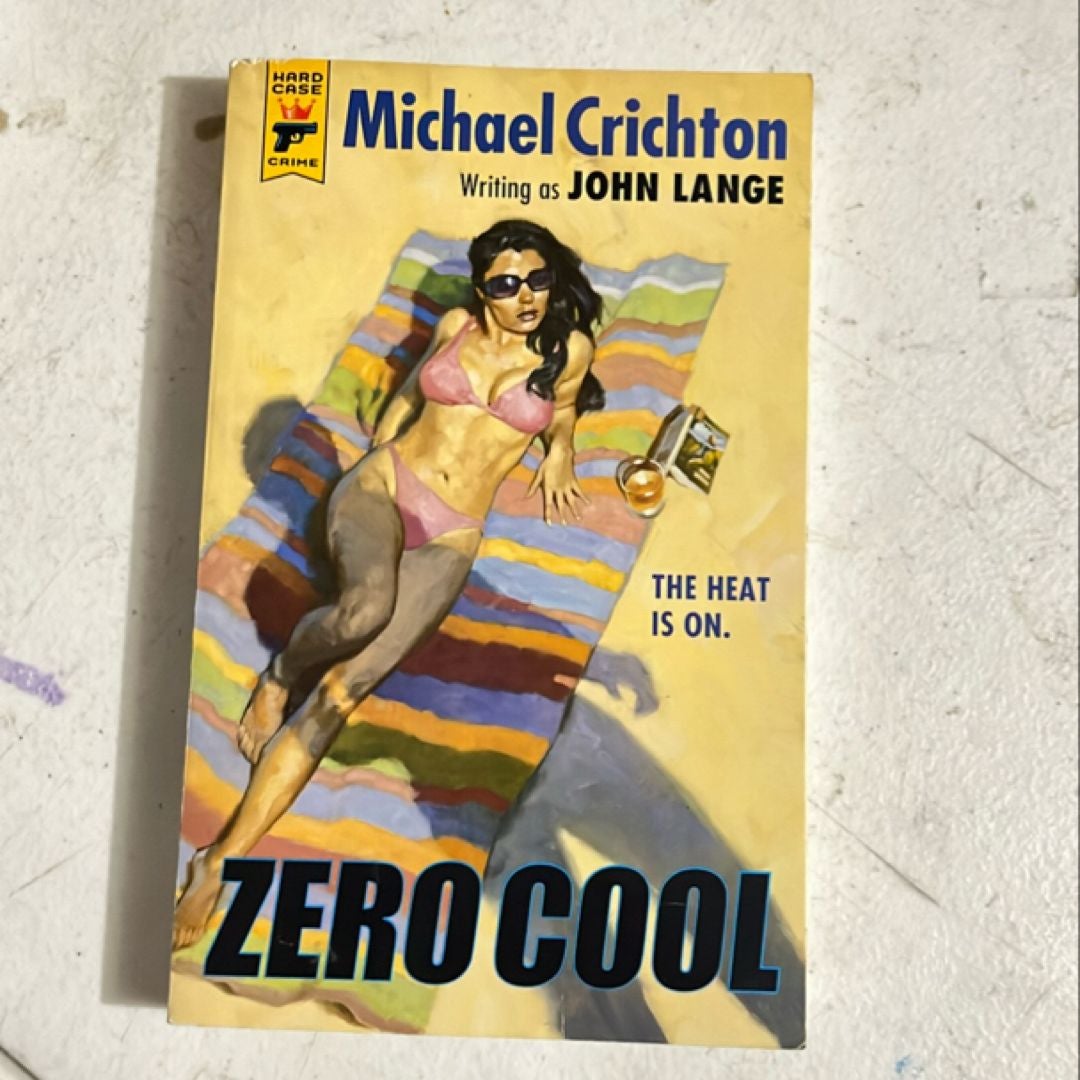 HARD
CASE
CRIME
Michael Crichton
Writing as JOHN LANGE
THE HEAT
IS ON.
ZERO COOL